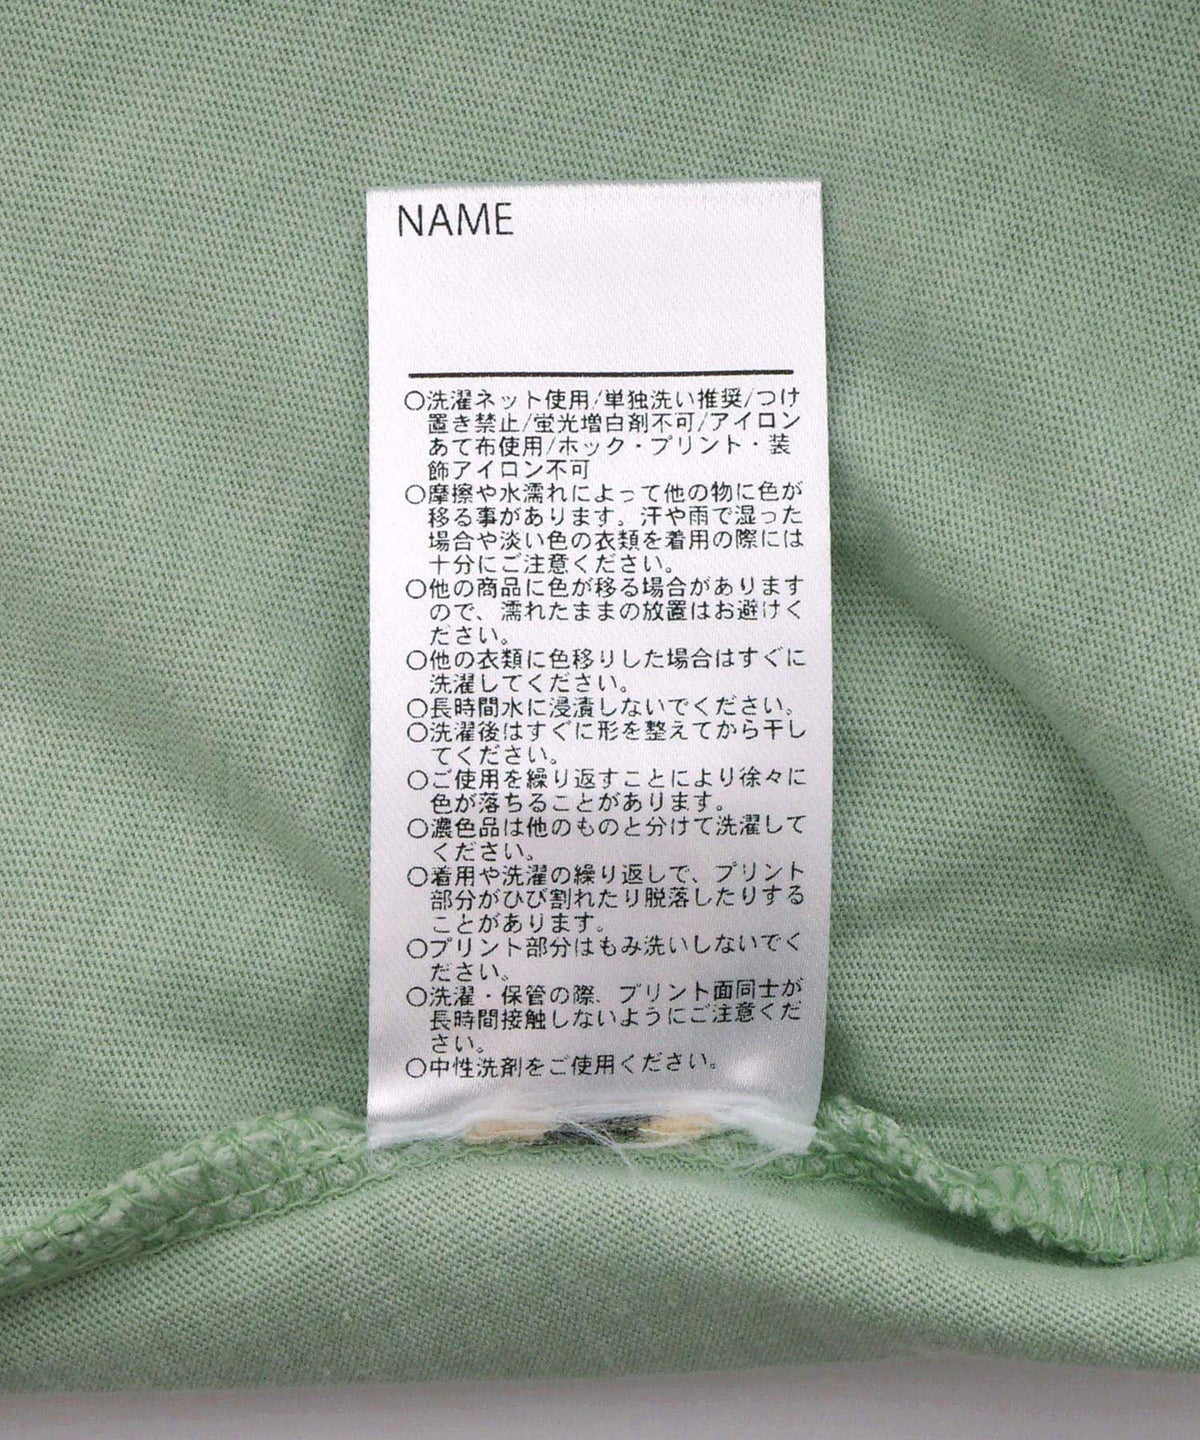 NAME
○洗濯ネット使用/単独洗い推奨/つけ
置き禁止/蛍光増白剤不可/アイロン
あて布使用/ホック・プリント・装
飾アイロン不可
○摩擦や水濡れによって他の物に色が
移る事があります。汗や雨で湿った
場合や淡い色の衣類を着用の際には
十分にご注意ください。
○他の商品に色が移る場合があります
ので、濡れたままの放置はお避けく
ださい。
○他の衣類に色移りした場合はすぐに
洗濯してください。
○長時間水に浸漬しないでください。
○洗濯後はすぐに形を整えてから干し
てください。
○ご使用を繰り返すことにより徐々に
色が落ちることがあります。
○濃色品は他のものと分けて洗濯して
ください。
○着用や洗濯の繰り返しで、プリント
部分がひび割れたり脱落したりする
ことがあります。
○プリント部分はもみ洗いしないでく
ださい。
○洗濯・保管の際、プリント面同士が
長時間接触しないようにご注意くだ
さい。
○中性洗剤をご使用ください。